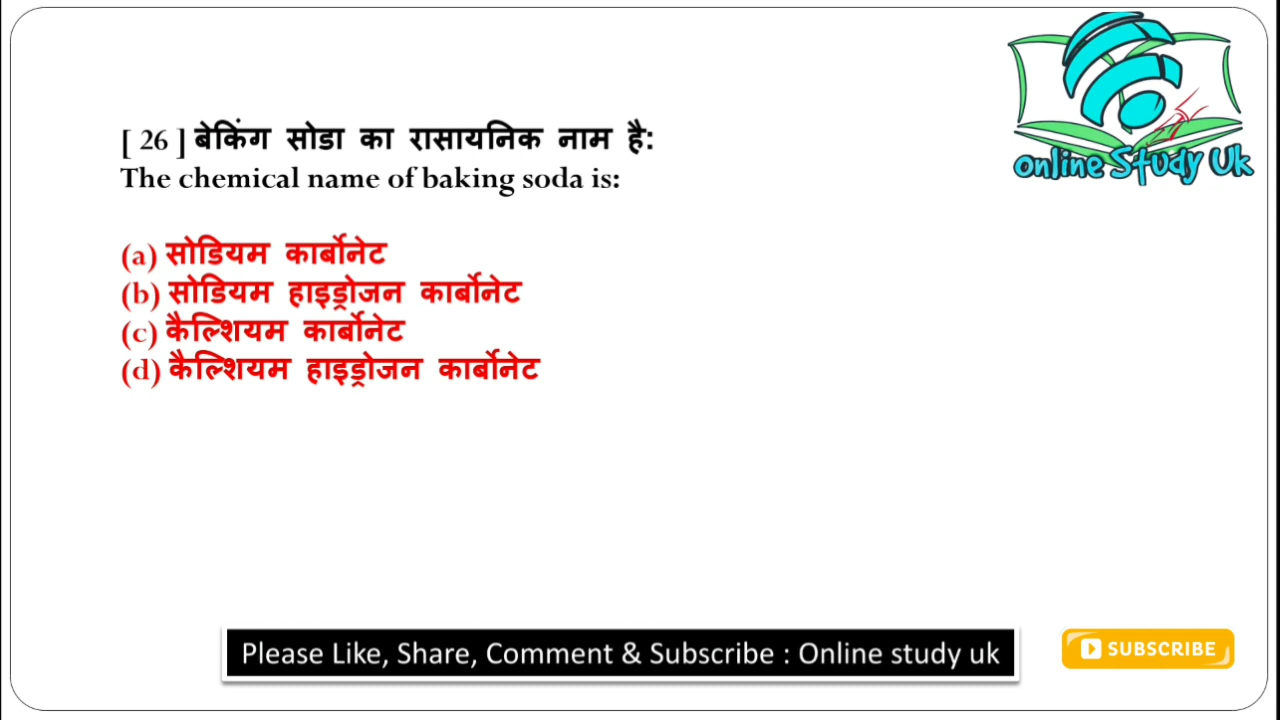 [ 26 ] बेकिंग सोडा का रासायनिक नाम है:
The chemical name of baking soda is:
(a) सोडियम कार्बोनेट
(b) सोडियम हाइड्रोजन कार्बोनेट
(c) कैल्शियम कार्बोनेट
(d) कैल्शियम हाइड्रोजन कार्बोनेट
Online Study Uk
Please Like, Share, Comment & Subscribe : Online study uk
SUBSCRIBE